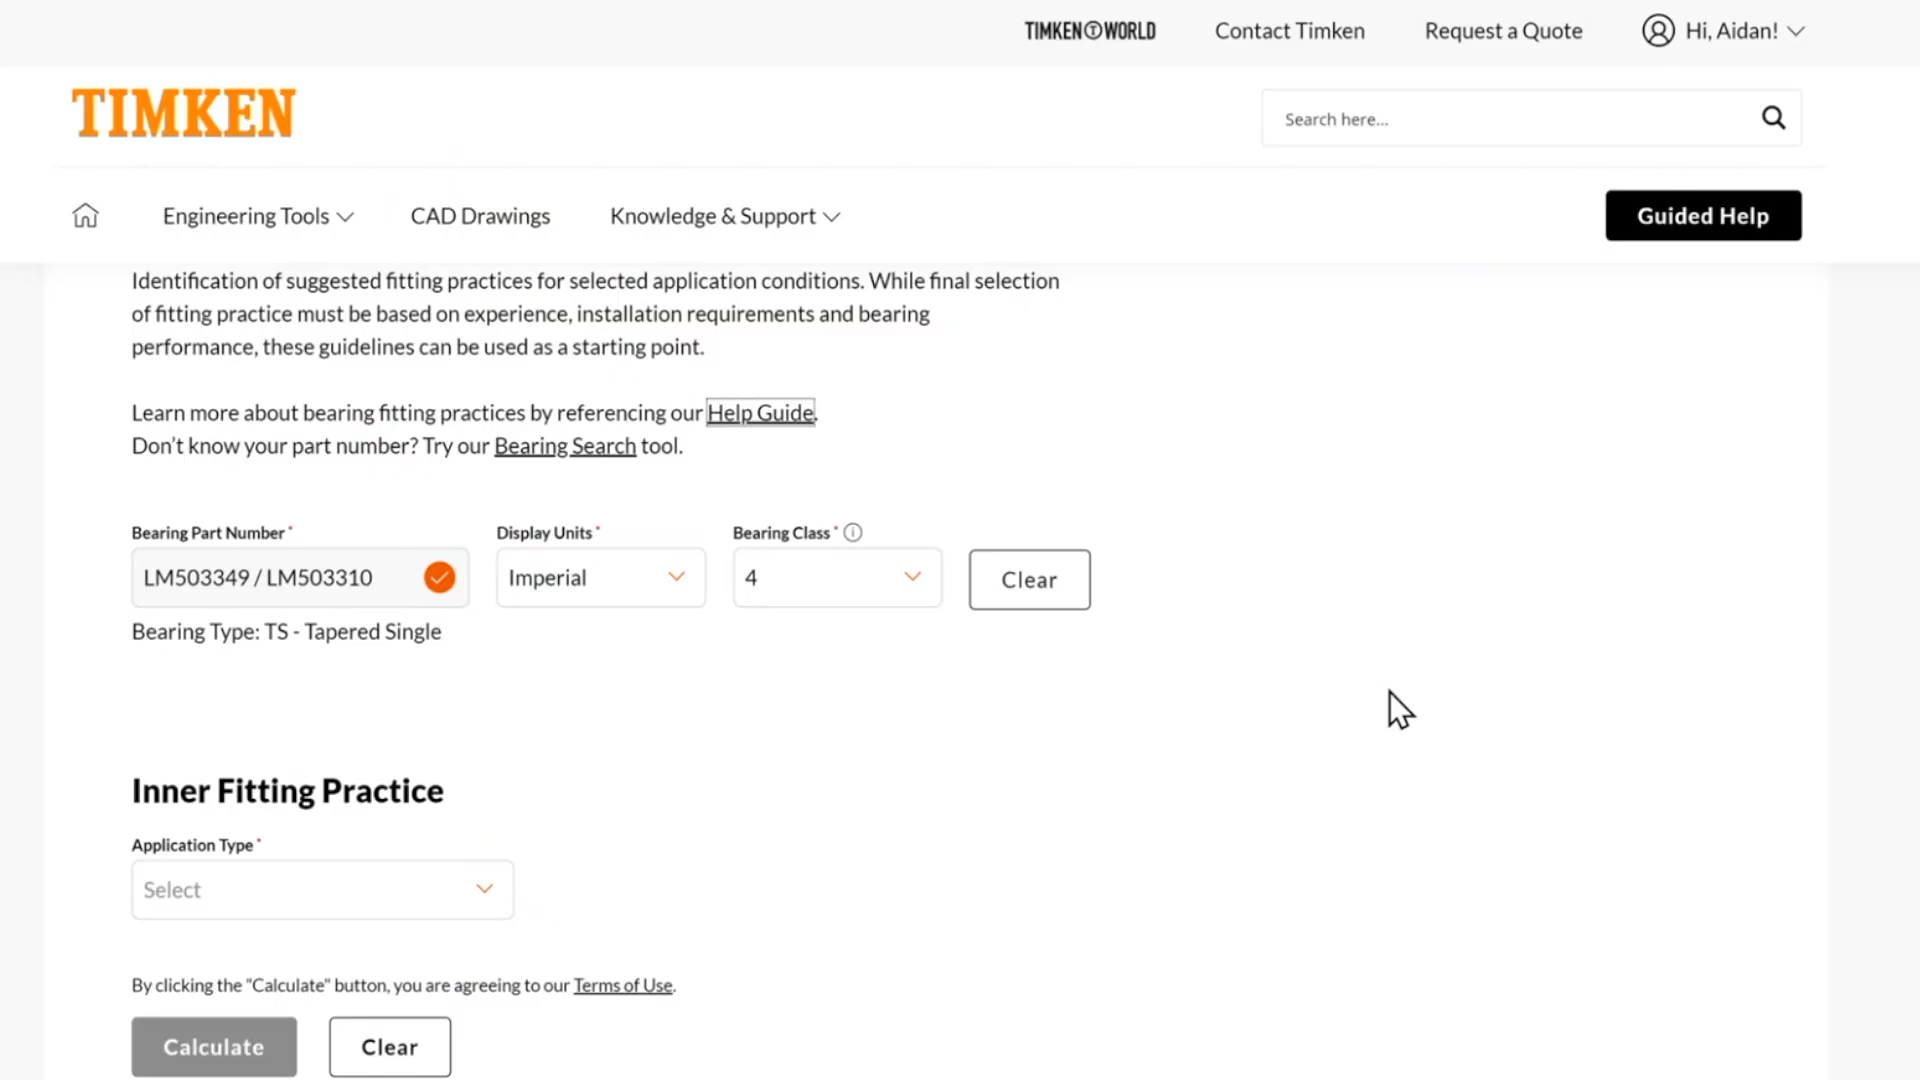 TIMKEN WORLD
Contact Timken
Request a Quote
Hi, Aidan!
TIMKEN
Search here...
Engineering Tools
CAD Drawings
Knowledge & Support
Guided Help
Identification of suggested fitting practices for selected application conditions. While final selection
of fitting practice must be based on experience, installation requirements and bearing
performance, these guidelines can be used as a starting point.
Learn more about bearing fitting practices by referencing our Help Guide.
Don’t know your part number? Try our Bearing Search tool.
Bearing Part Number *
Display Units *
Bearing Class *
LM503349 / LM503310
Imperial
4
Clear
Bearing Type: TS - Tapered Single
Inner Fitting Practice
Application Type *
Select
By clicking the "Calculate" button, you are agreeing to our Terms of Use.
Calculate
Clear